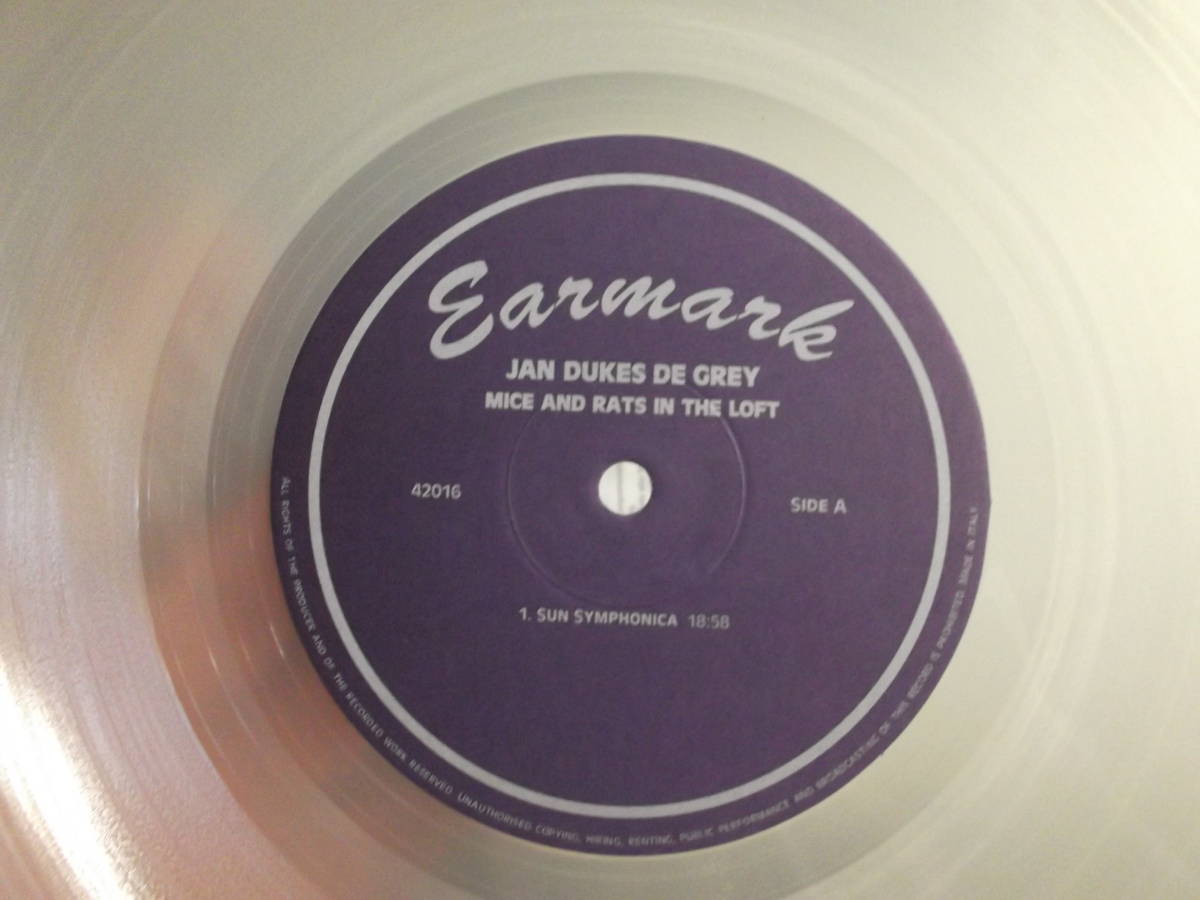 Earmark
JAN DUKES DE GREY
MICE AND RATS IN THE LOFT
42016
SIDE A
1. SUN SYMPHONICA 18:58
ALL RIGHTS OF THE PRODUCER AND OF THE RECORDED WORK RESERVED. UNAUTHORISED COPYING, HIRING, RENTING, PUBLIC PERFORMANCE AND BROADCASTING OF THIS RECORD IS PROHIBITED. MADE IN ITALY.